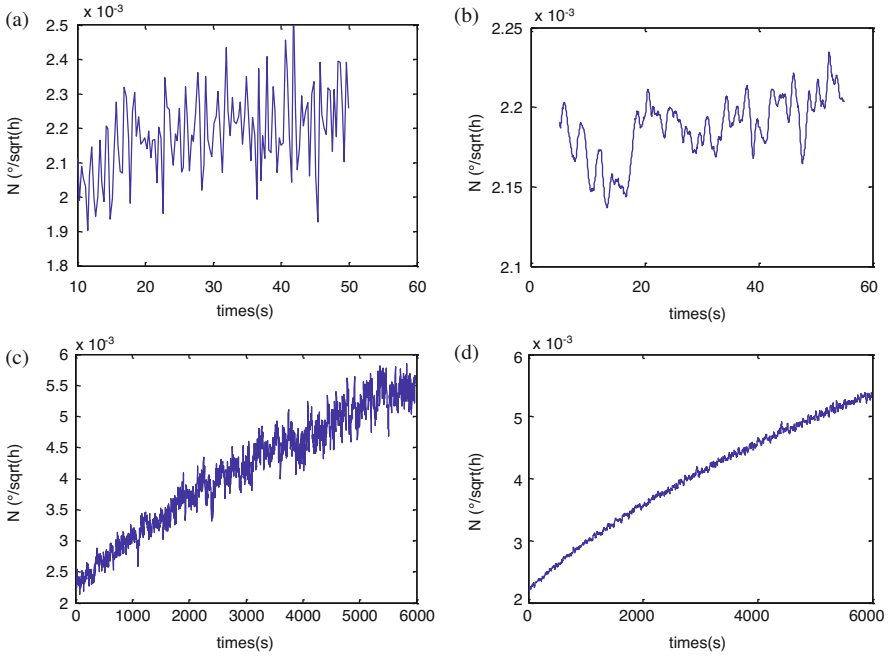 (a)
x 10⁻³
2.5
2.4
2.3
2.2
2.1
2
1.9
1.8
N (°/sqrt(h)
10
20
30
40
50
60
times(s)
(b)
x 10⁻³
2.25
2.2
2.15
2.1
N (°/sqrt(h)
0
20
40
60
times(s)
(c)
x 10⁻³
6
5.5
5
4.5
4
3.5
3
2.5
2
N (°/sqrt(h)
0
1000
2000
3000
4000
5000
6000
times(s)
(d)
x 10⁻³
6
5
4
3
2
N (°/sqrt(h)
0
2000
4000
6000
times(s)